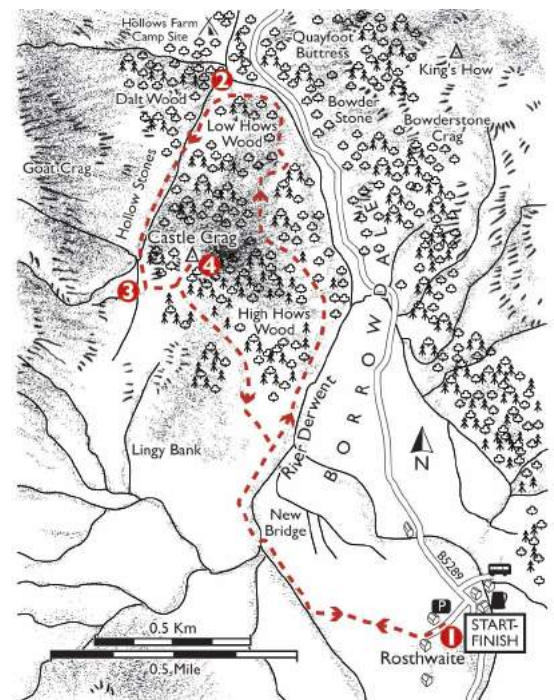 Hollows Farm
Camp Site
Quayfoot
Buttress
King's How
2
Dalt Wood
Bowder
Stone
Low Hows
Wood
Bowderstone
Crag
Goat Crag
Hollow Stones
Castle Crag
4
3
High Hows
Wood
BORROWDALE
River Derwent
Lingy Bank
N
New
Bridge
B5289
P
1
START-
FINISH
Rosthwaite
0.5 Km
0.5 Mile